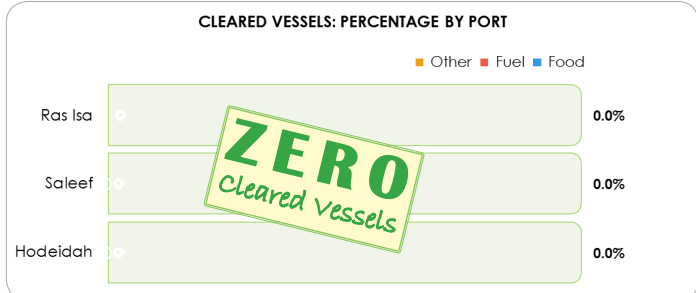 CLEARED VESSELS: PERCENTAGE BY PORT
Other Fuel Food
Ras Isa 0.0%
Saleef 0.0%
Hodeidah 0.0%
ZERO
Cleared Vessels